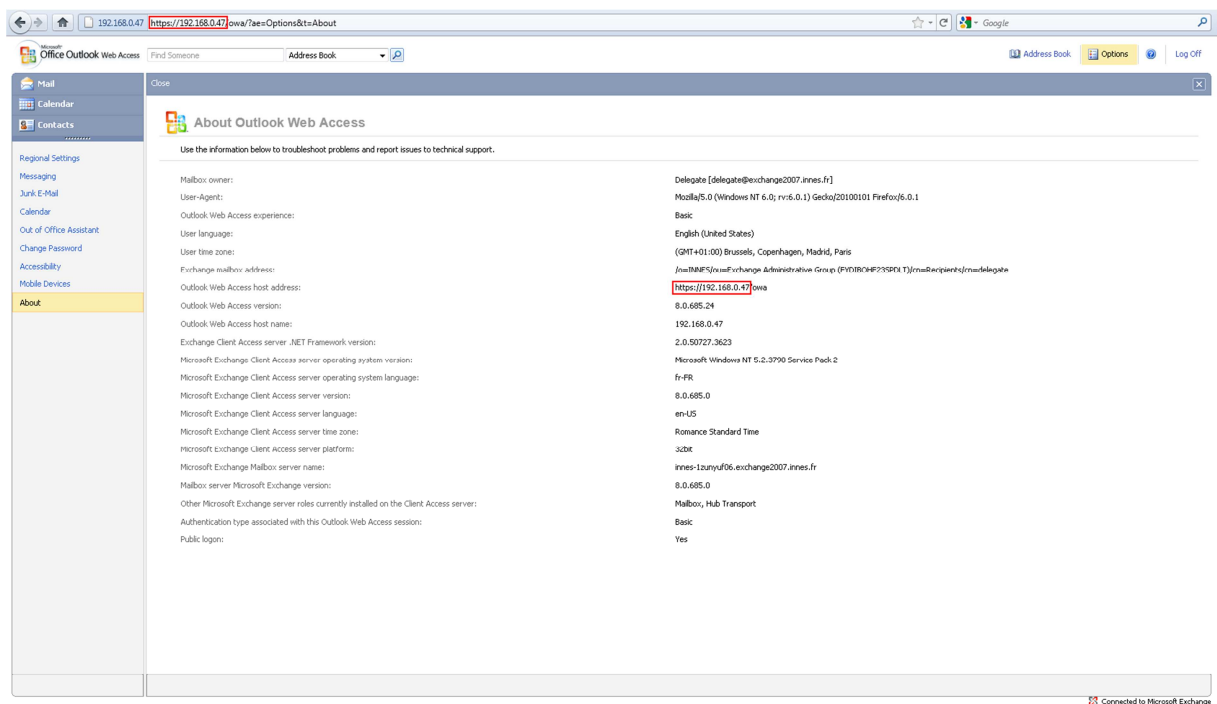 192.168.0.47 https://192.168.0.47/owa/?ae=Options&t=About
Google
Microsoft
Office Outlook Web Access
Find Someone
Address Book
Address Book
Options
Log Off
Mail
Calendar
Contacts
Regional Settings
Messaging
Junk E-Mail
Calendar
Out of Office Assistant
Change Password
Accessibility
Mobile Devices
About
Close
About Outlook Web Access
Use the information below to troubleshoot problems and report issues to technical support.
Mailbox owner: Delegate [delegate@exchange2007.innes.fr]
User-Agent: Mozilla/5.0 (Windows NT 6.0; rv:6.0.1) Gecko/20100101 Firefox/6.0.1
Outlook Web Access experience: Basic
User language: English (United States)
User time zone: (GMT+01:00) Brussels, Copenhagen, Madrid, Paris
Exchange mailbox address: /o=INNES/ou=Exchange Administrative Group (FYDIBOHF23SPDLT)/cn=Recipients/cn=delegate
Outlook Web Access host address: https://192.168.0.47/owa
Outlook Web Access version: 8.0.685.24
Outlook Web Access host name: 192.168.0.47
Exchange Client Access server .NET Framework version: 2.0.50727.3623
Microsoft Exchange Client Access server operating system version: Microsoft Windows NT 5.2.3790 Service Pack 2
Microsoft Exchange Client Access server operating system language: fr-FR
Microsoft Exchange Client Access server version: 8.0.685.0
Microsoft Exchange Client Access server language: en-US
Microsoft Exchange Client Access server time zone: Romance Standard Time
Microsoft Exchange Client Access server platform: 32bit
Microsoft Exchange Mailbox server name: innes-1zunyuf06.exchange2007.innes.fr
Mailbox server Microsoft Exchange version: 8.0.685.0
Other Microsoft Exchange server roles currently installed on the Client Access server: Mailbox, Hub Transport
Authentication type associated with this Outlook Web Access session: Basic
Public logon: Yes
Connected to Microsoft Exchange